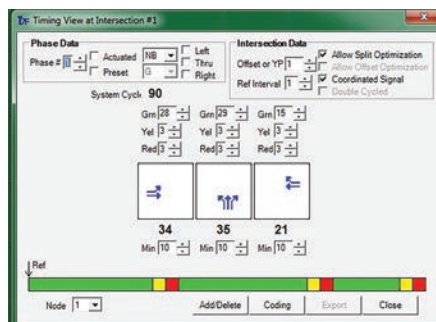 Timing View at Intersection #1
Phase Data
Phase # 1 Actuated NB Left
Preset G Thru
Right
Intersection Data
Offset or YP 1 Allow Split Optimization
Allow Offset Optimization
Ref Interval 1 Coordinated Signal
Double Cycled
System Cycle 90
Grn 28 Grn 29 Grn 15
Yel 3 Yel 3 Yel 3
Red 3 Red 3 Red 3
34 35 21
Min 10 Min 10 Min 10
Ref
Node 1 Add/Delete Coding Export Close